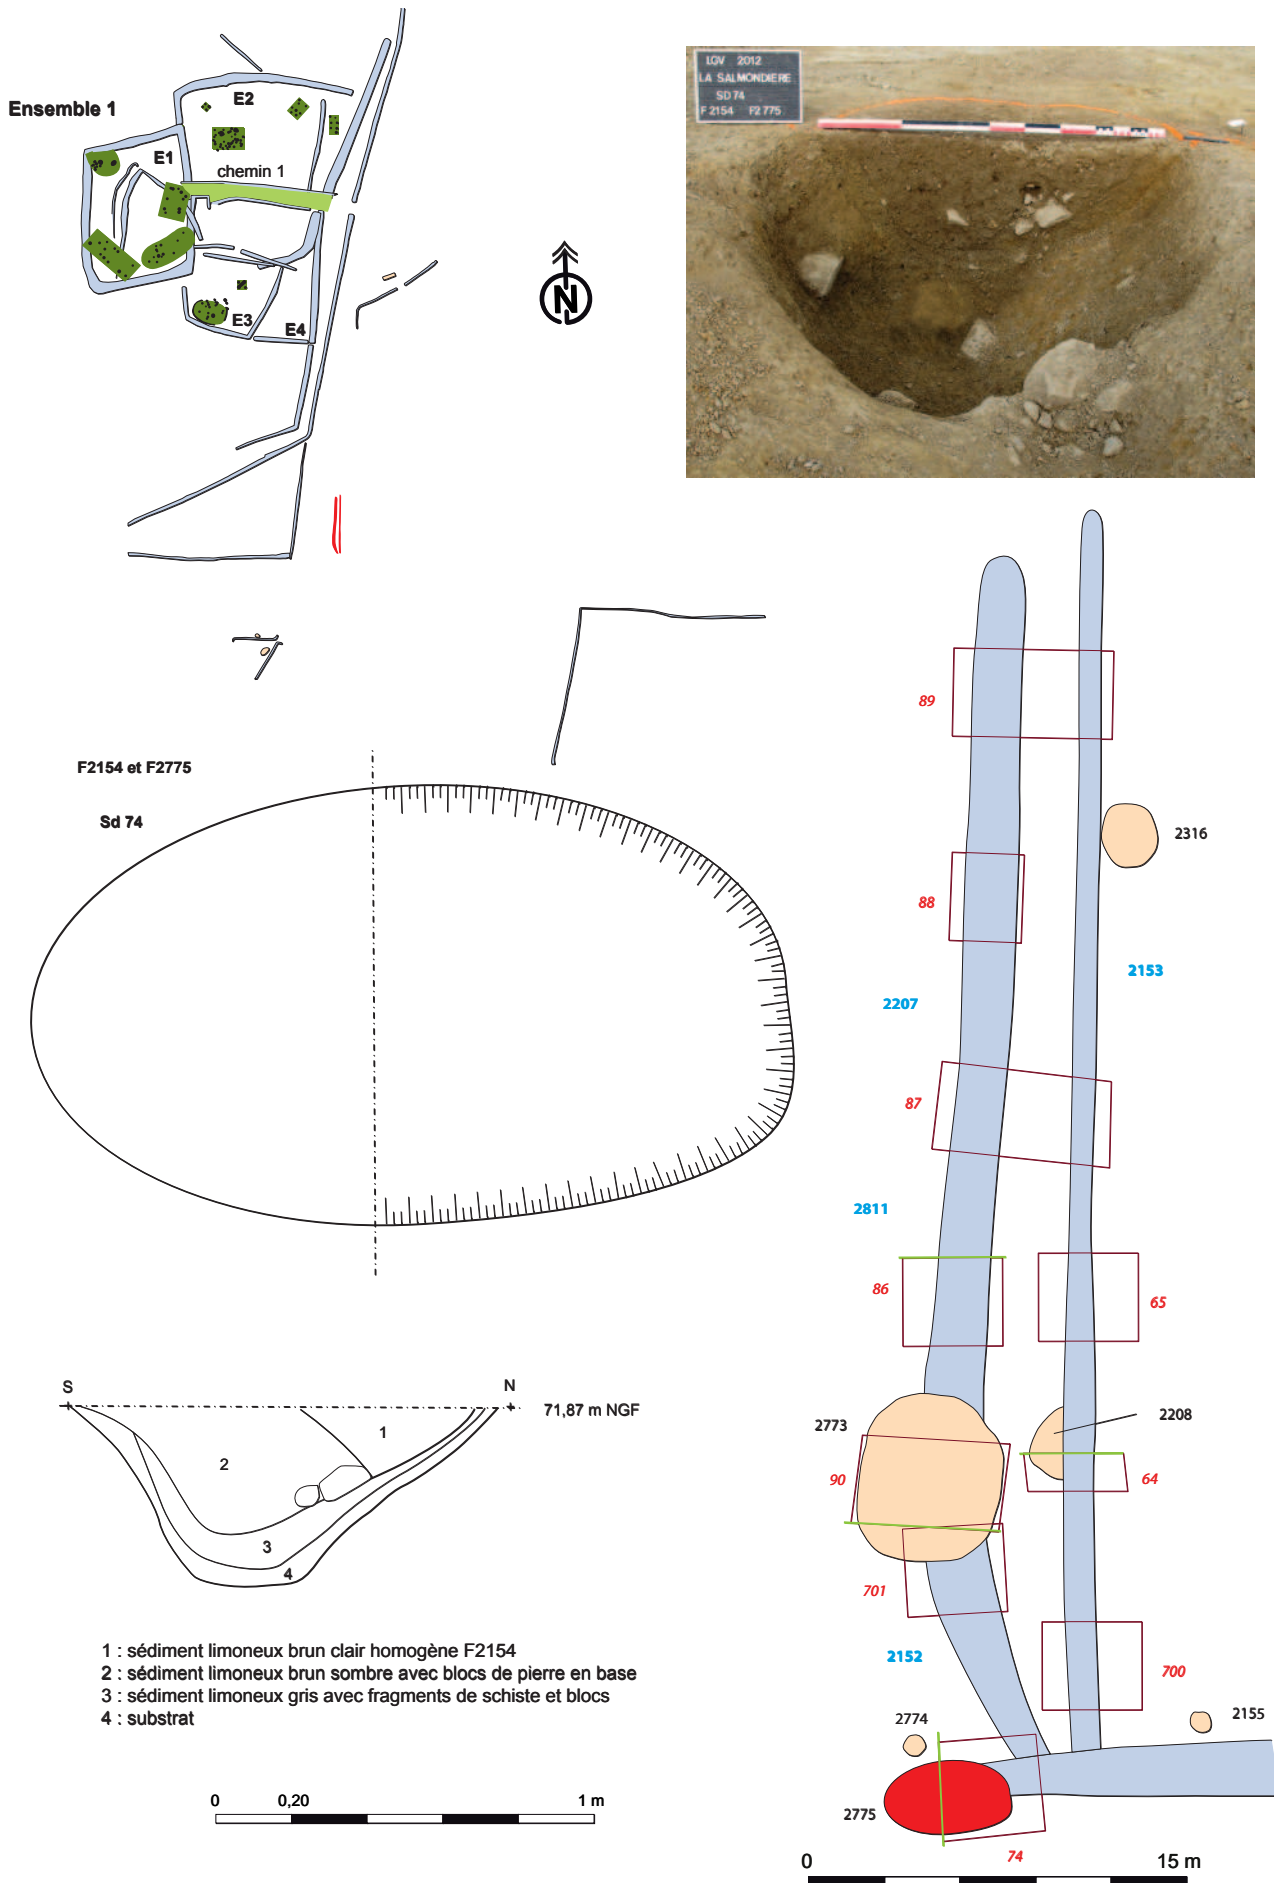 Ensemble 1
E2
E1
chemin 1
E3
E4
N
LGV 2012
LA SALMONDIERE
SD 74
F 2154 F2 775
F2154 et F2775
Sd 74
89
2316
88
2153
2207
87
2811
86
65
S
N
71,87 m NGF
1
2
3
4
2773
2208
90
64
701
2152
700
2774
2155
2775
74
1 : sédiment limoneux brun clair homogène F2154
2 : sédiment limoneux brun sombre avec blocs de pierre en base
3 : sédiment limoneux gris avec fragments de schiste et blocs
4 : substrat
0 0,20 1 m
0 15 m